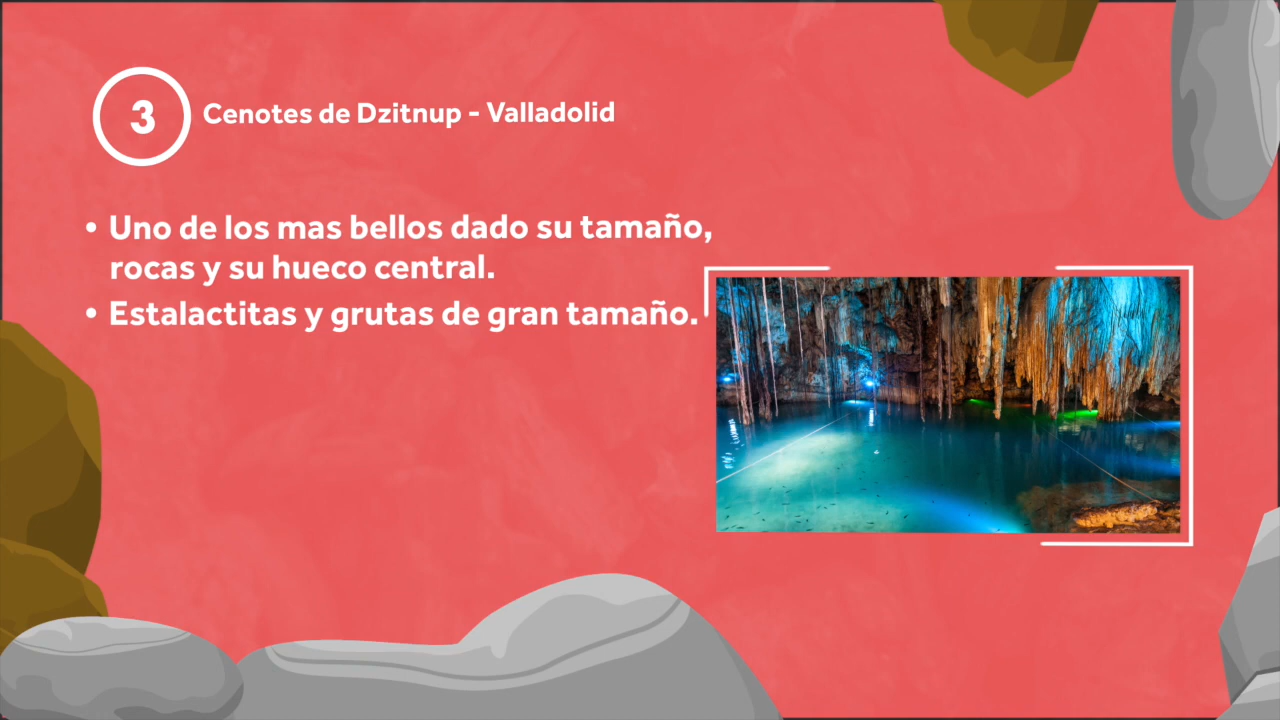 3
Cenotes de Dzitnup - Valladolid
• Uno de los mas bellos dado su tamaño,
rocas y su hueco central.
• Estalactitas y grutas de gran tamaño.